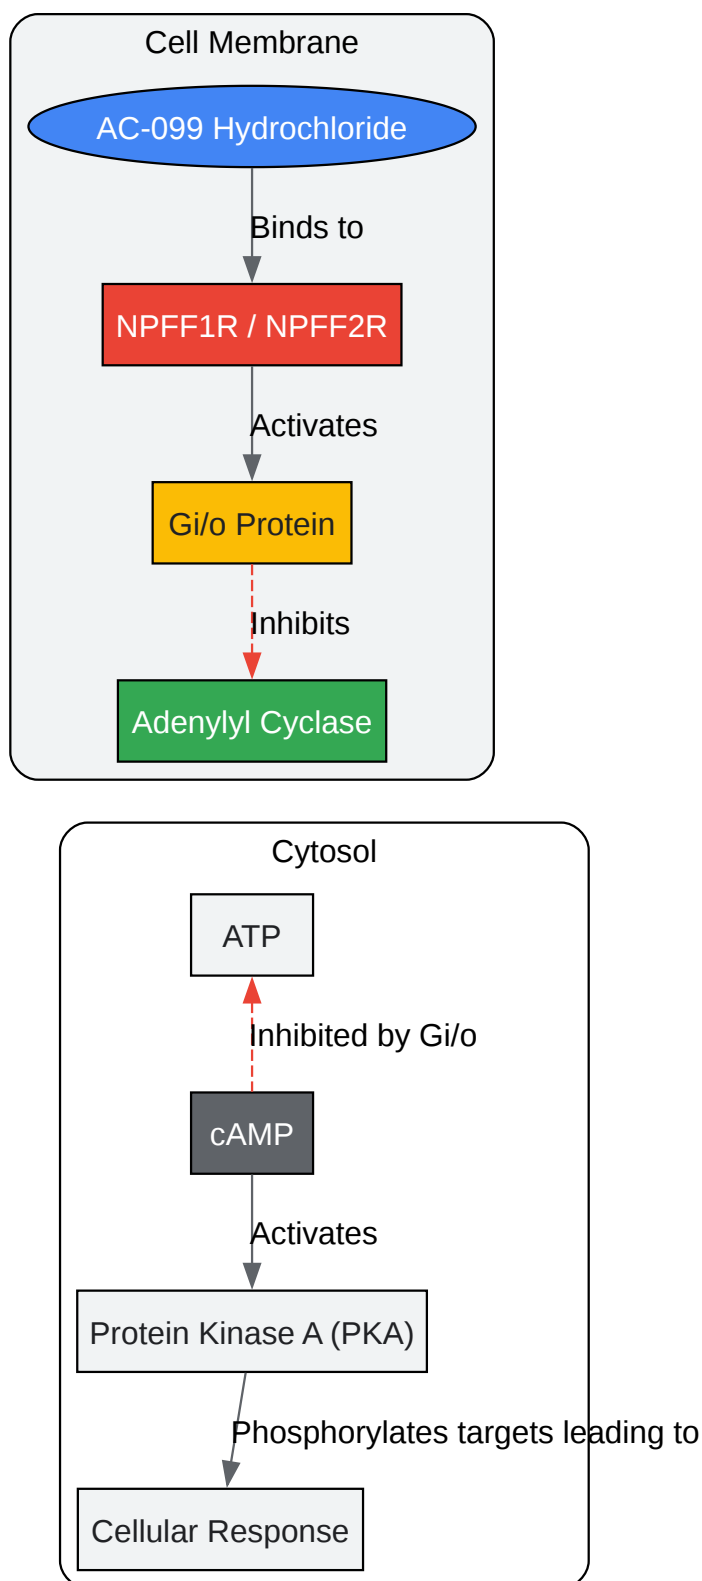 Cell Membrane
AC-099 Hydrochloride
Binds to
NPFF1R / NPFF2R
Activates
Gi/o Protein
Inhibits
Adenylyl Cyclase
Cytosol
ATP
Inhibited by Gi/o
cAMP
Activates
Protein Kinase A (PKA)
Phosphorylates targets leading to
Cellular Response